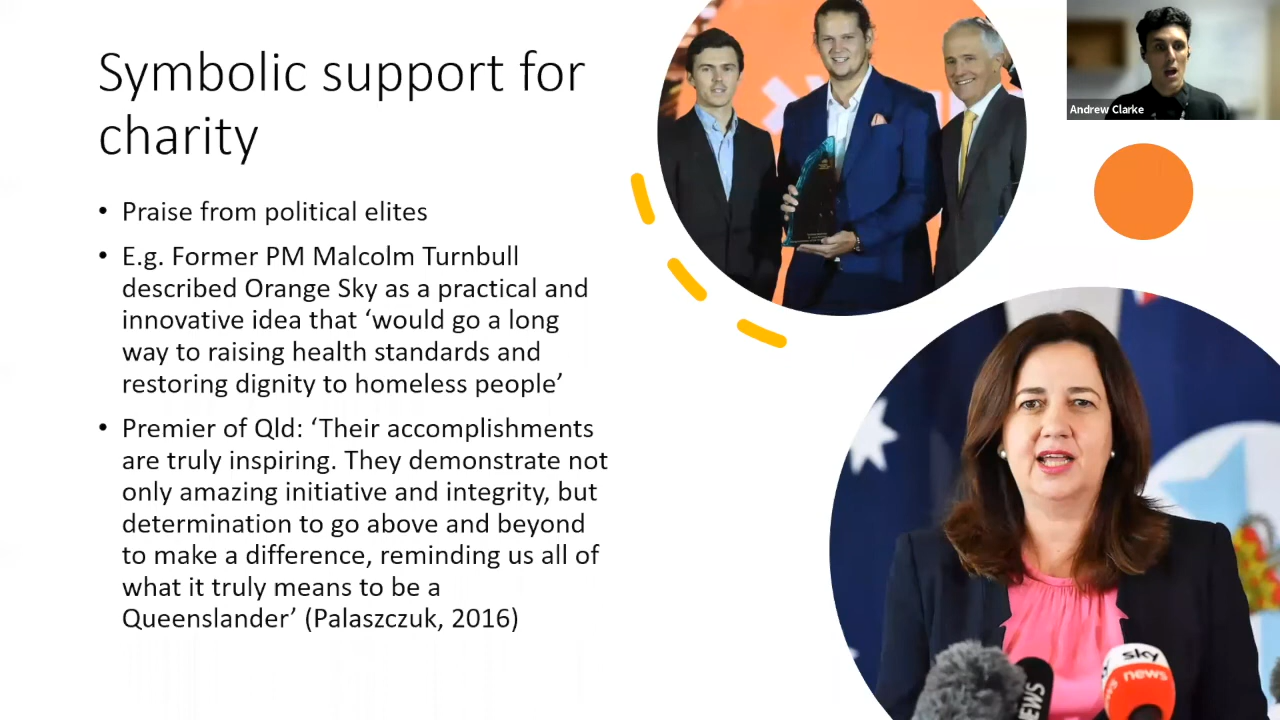 Symbolic support for
charity
• Praise from political elites
• E.g. Former PM Malcolm Turnbull
described Orange Sky as a practical and
innovative idea that ‘would go a long
way to raising health standards and
restoring dignity to homeless people’
• Premier of Qld: ‘Their accomplishments
are truly inspiring. They demonstrate not
only amazing initiative and integrity, but
determination to go above and beyond
to make a difference, reminding us all of
what it truly means to be a
Queenslander’ (Palaszczuk, 2016)
Andrew Clarke
NEWS
sky
news